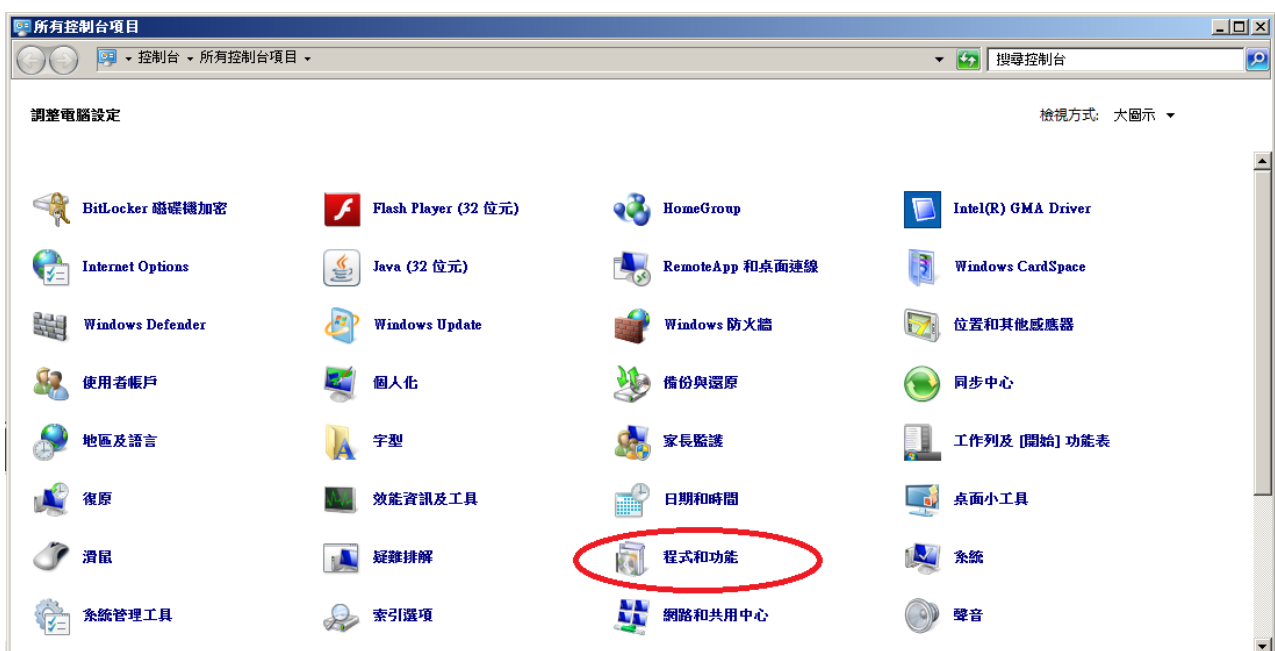 所有控制台項目
控制台 所有控制台項目
搜尋控制台
調整電腦設定
檢視方式: 大圖示
BitLocker 磁碟機加密
Flash Player (32 位元)
HomeGroup
Intel(R) GMA Driver
Internet Options
Java (32 位元)
RemoteApp 和桌面連線
Windows CardSpace
Windows Defender
Windows Update
Windows 防火牆
位置和其他感應器
使用者帳戶
個人化
備份與還原
同步中心
地區及語言
字型
家長監護
工作列及 [開始] 功能表
復原
效能資訊及工具
日期和時間
桌面小工具
滑鼠
疑難排解
程式和功能
系統
系統管理工具
索引選項
網路和共用中心
聲音